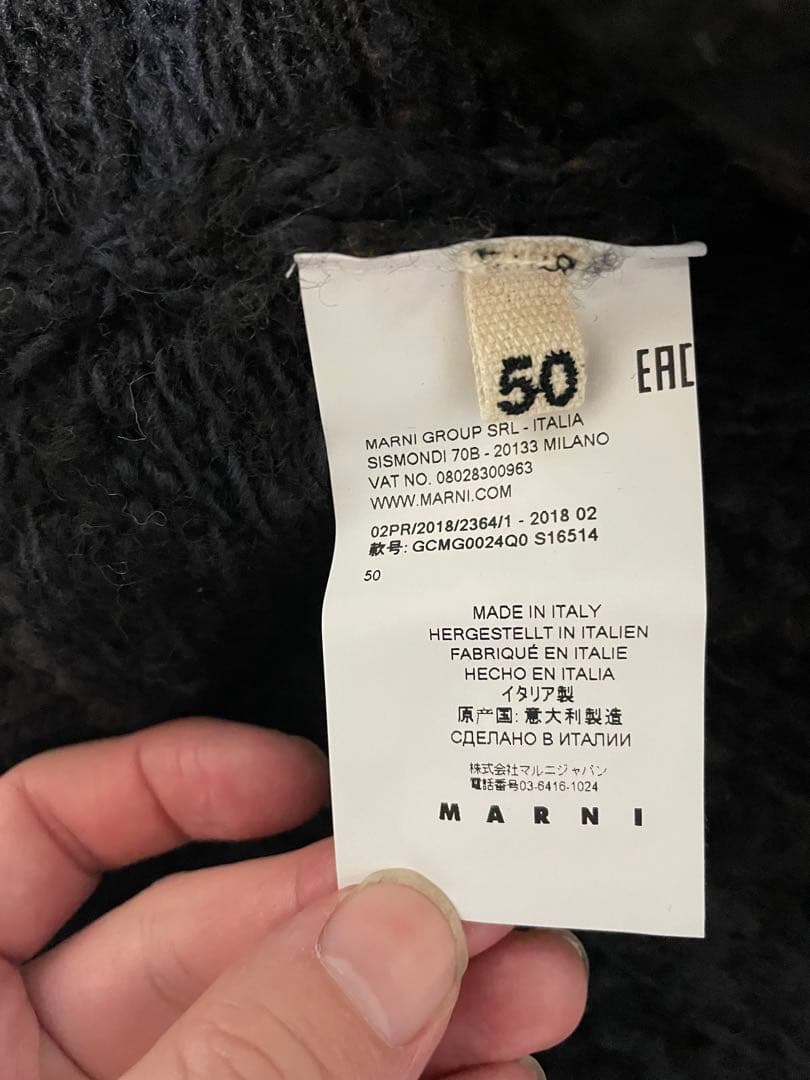 50
EAC
MARNI GROUP SRL - ITALIA
SISMONDI 70B - 20133 MILANO
VAT NO. 08028300963
WWW.MARNI.COM
02PR/2018/2364/1 - 2018 02
款号: GCMG0024Q0 S16514
50
MADE IN ITALY
HERGESTELLT IN ITALIEN
FABRIQUÉ EN ITALIE
HECHO EN ITALIA
イタリア製
原产国: 意大利製造
СДЕЛАНО В ИТАЛИИ
株式会社マルニジャパン
電話番号03-6416-1024
MARNI